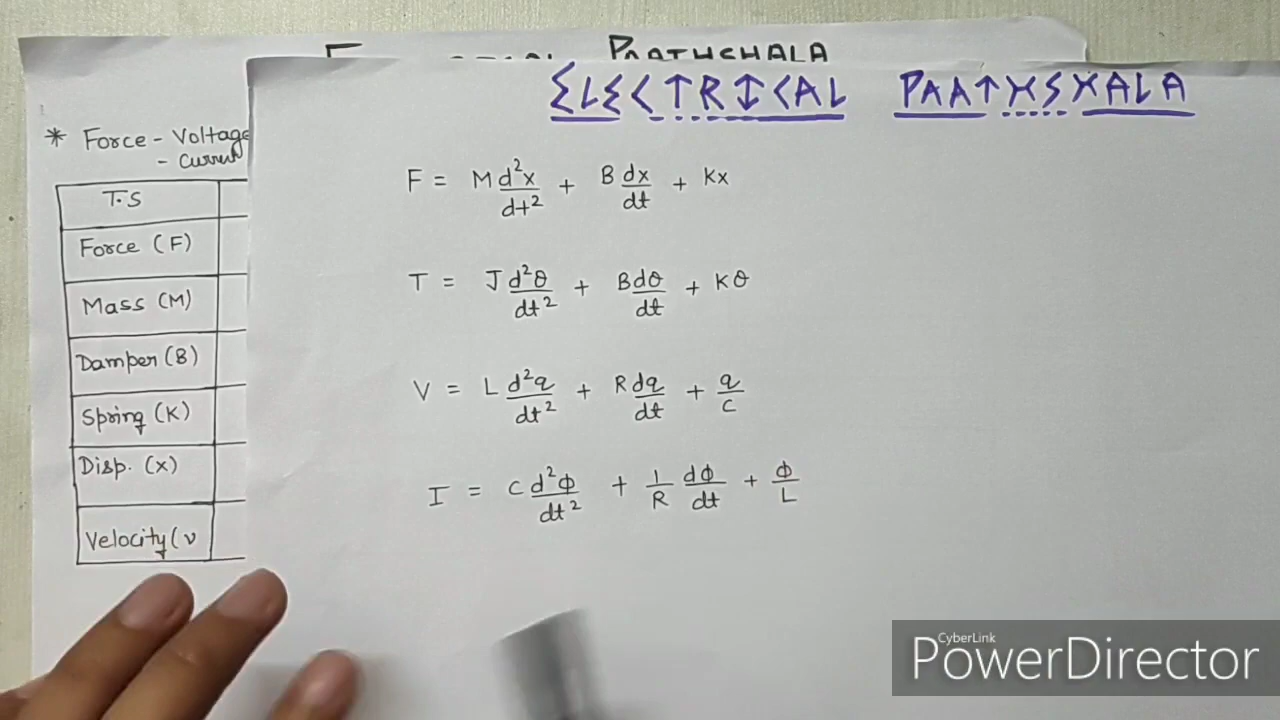 PAATHSHALA
ELECTRICAL PAATHSHALA
* Force - Voltage
- Current
T.S
Force (F)
Mass (M)
Damper (B)
Spring (K)
Disp. (x)
Velocity (v
F = M d²x/dt² + B dx/dt + Kx
T = J d²θ/dt² + B dθ/dt + Kθ
V = L d²q/dt² + R dq/dt + q/C
I = C d²Φ/dt² + 1/R dΦ/dt + Φ/L
CyberLink
PowerDirector